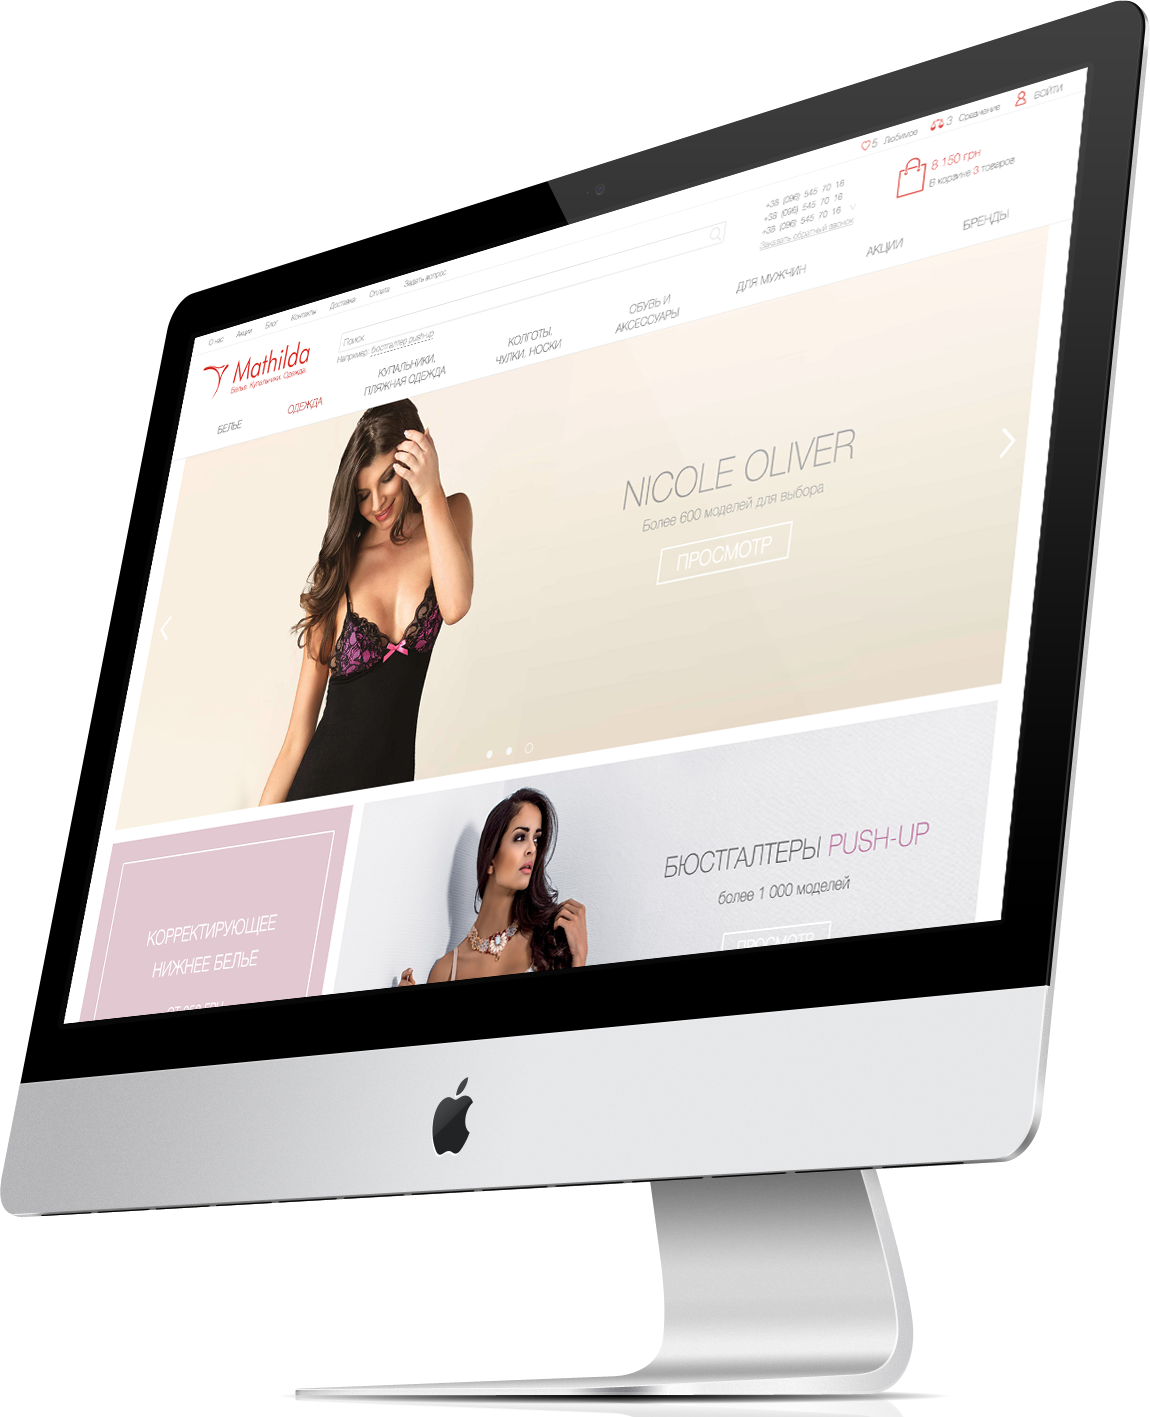 О нас Акции Блог Контакты Доставка Оплата Задать вопрос
5 Любимое 3 Сравнение ВОЙТИ
Mathilda
Белье. Купальники. Одежда.
Поиск
Например: бюстгалтер push-up
+38 (096) 545 70 16
+38 (096) 545 70 16
+38 (096) 545 70 16
Заказать обратный звонок
8 150 грн
В корзине 3 товаров
БЕЛЬЕ
ОДЕЖДА
КУПАЛЬНИКИ,
ПЛЯЖНАЯ ОДЕЖДА
КОЛГОТЫ,
ЧУЛКИ, НОСКИ
ОБУВЬ И
АКСЕССУАРЫ
ДЛЯ МУЖЧИН
АКЦИИ
БРЕНДЫ
NICOLE OLIVER
Более 600 моделей для выбора
ПРОСМОТР
КОРРЕКТИРУЮЩЕЕ
НИЖНЕЕ БЕЛЬЕ
БЮСТГАЛТЕРЫ PUSH-UP
более 1 000 моделей
ПРОСМОТР